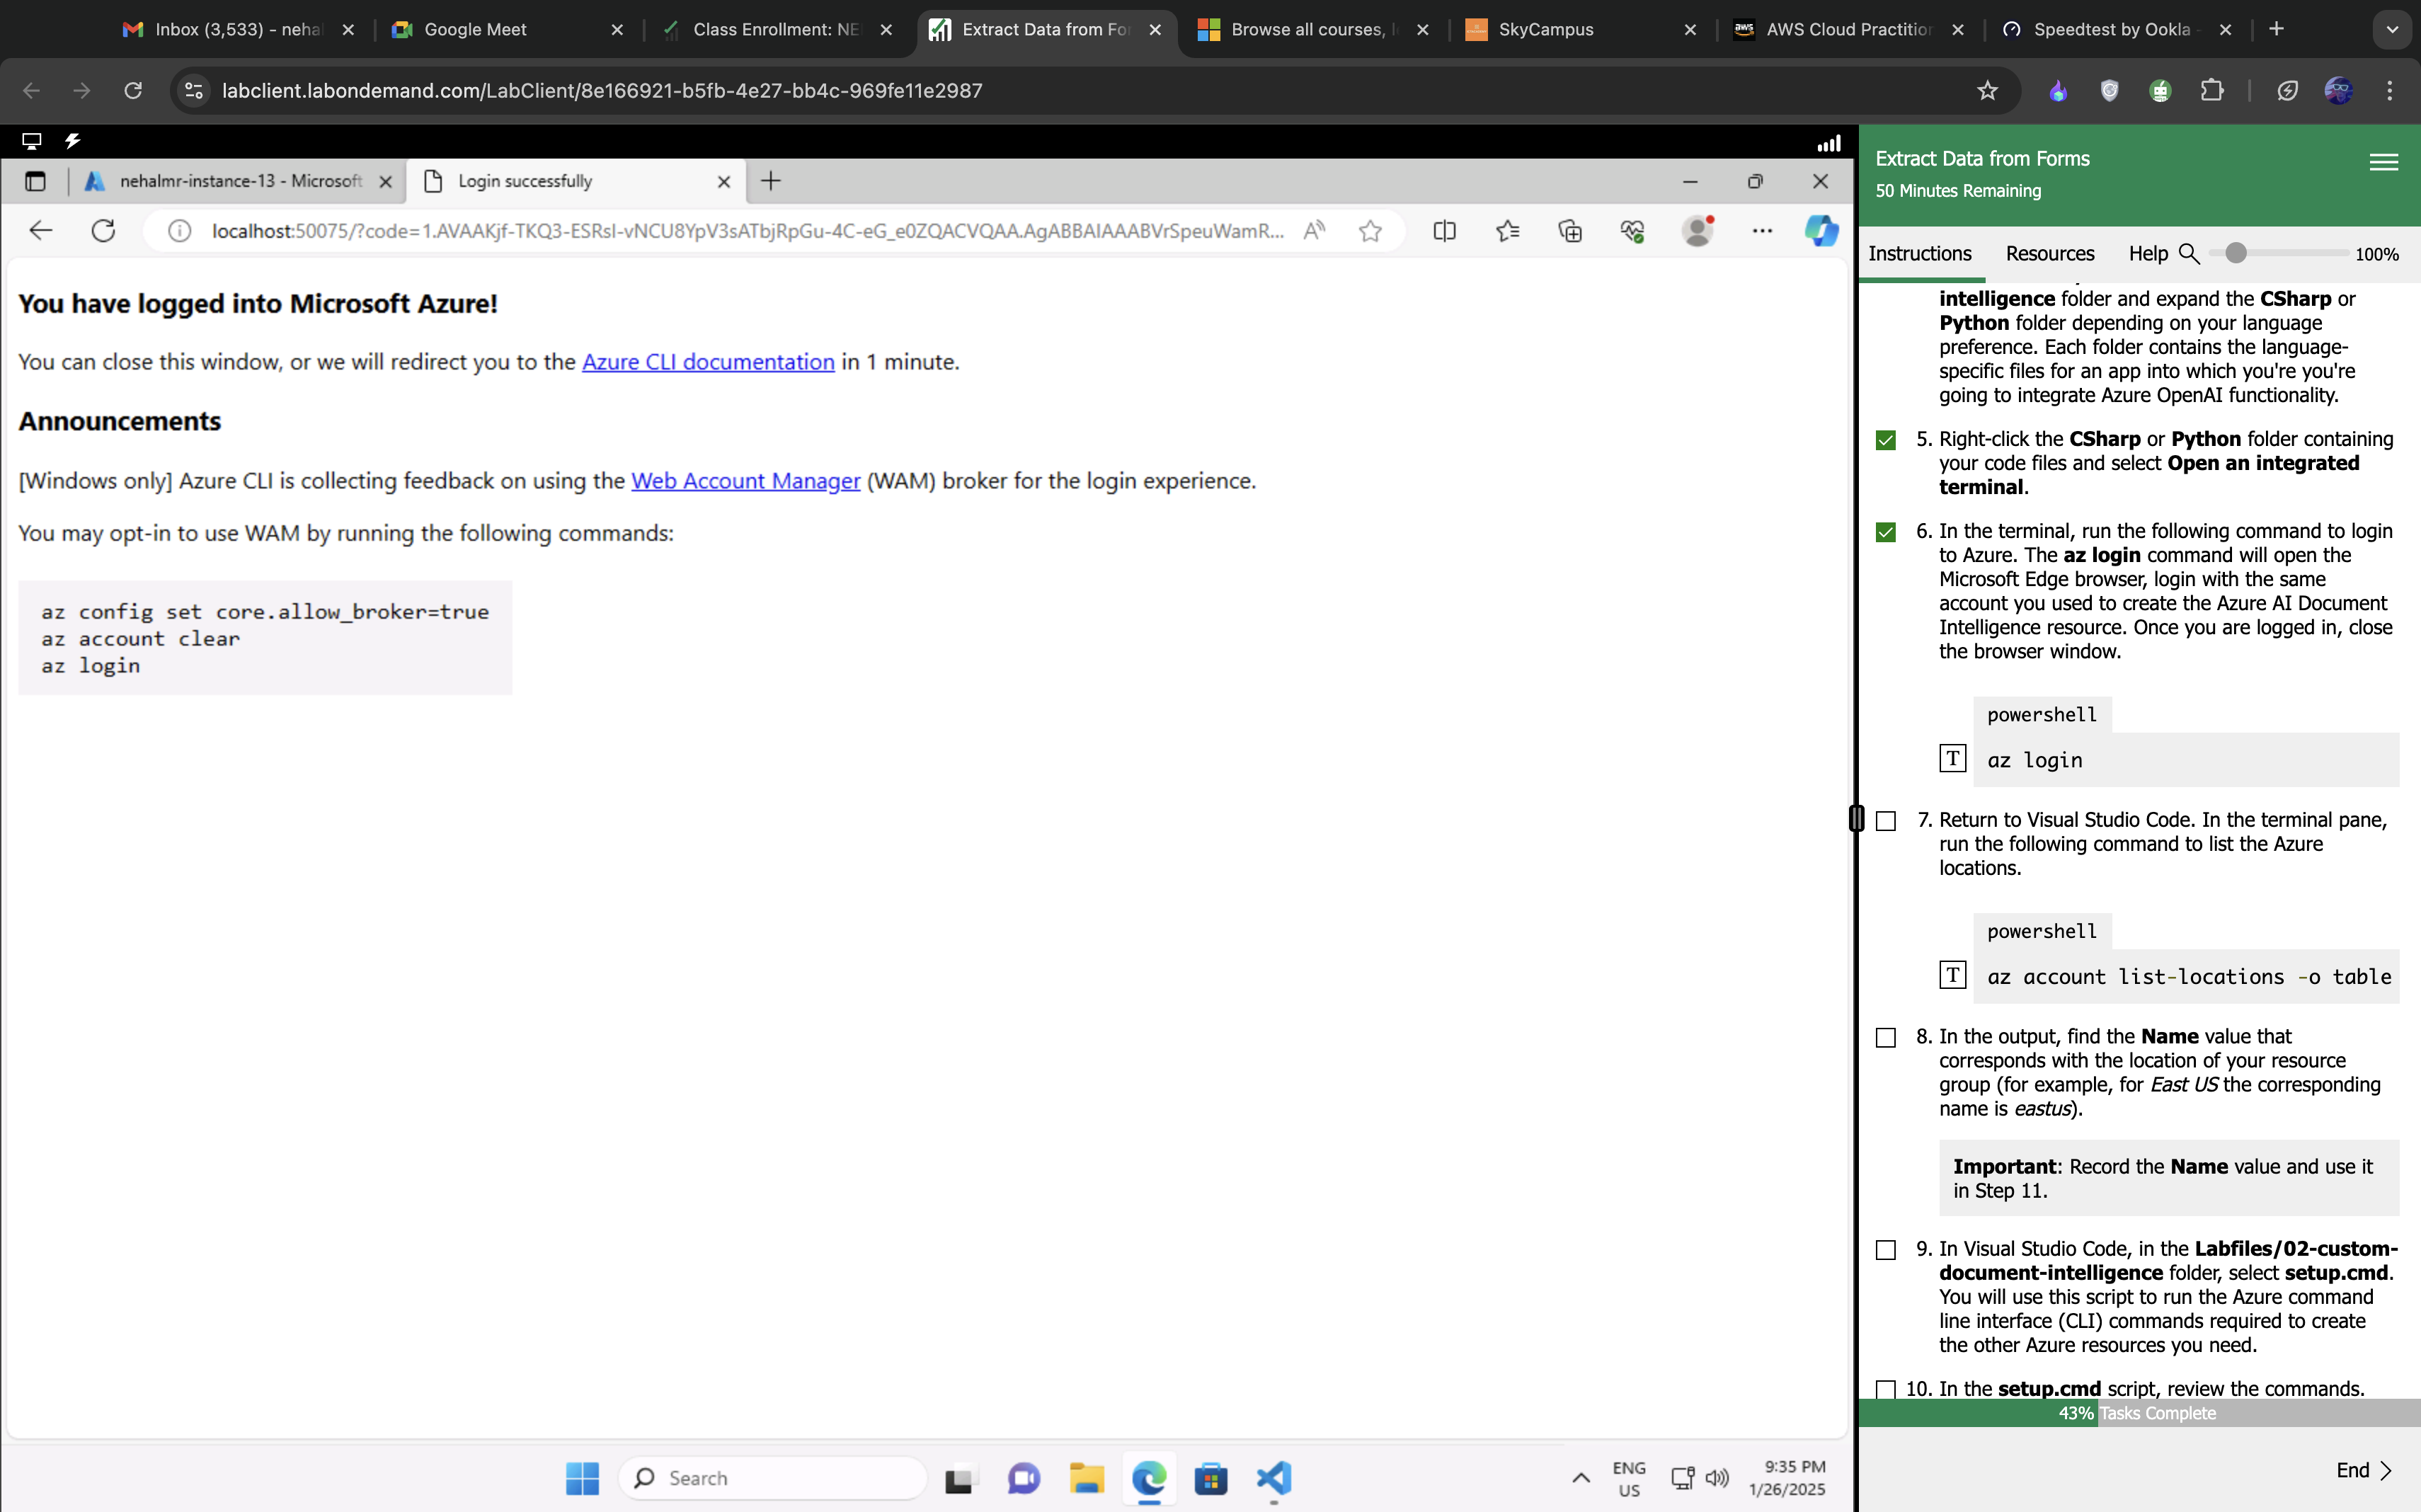 Inbox (3,533) - neha
Google Meet
Class Enrollment: NE
Extract Data from For
Browse all courses, l
SkyCampus
aws
AWS Cloud Practition
Speedtest by Ookla -
labclient.labondemand.com/LabClient/8e166921-b5fb-4e27-bb4c-969fe11e2987
nehalmr-instance-13 - Microsoft
Login successfully
localhost:50075/?code=1.AVAAKjf-TKQ3-ESRsI-vNCU8YpV3sATbjRpGu-4C-eG_e0ZQACVQAA.AgABBAIAAABVrSpeuWamR...
You have logged into Microsoft Azure!
You can close this window, or we will redirect you to the Azure CLI documentation in 1 minute.
Announcements
[Windows only] Azure CLI is collecting feedback on using the Web Account Manager (WAM) broker for the login experience.
You may opt-in to use WAM by running the following commands:
az config set core.allow_broker=true
az account clear
az login
Search
ENG
US
9:35 PM
1/26/2025
Extract Data from Forms
50 Minutes Remaining
Instructions
Resources
Help
100%
intelligence folder and expand the CSharp or
Python folder depending on your language
preference. Each folder contains the language-
specific files for an app into which you're you're
going to integrate Azure OpenAI functionality.
5. Right-click the CSharp or Python folder containing
your code files and select Open an integrated
terminal.
6. In the terminal, run the following command to login
to Azure. The az login command will open the
Microsoft Edge browser, login with the same
account you used to create the Azure AI Document
Intelligence resource. Once you are logged in, close
the browser window.
powershell
T az login
7. Return to Visual Studio Code. In the terminal pane,
run the following command to list the Azure
locations.
powershell
T az account list-locations -o table
8. In the output, find the Name value that
corresponds with the location of your resource
group (for example, for East US the corresponding
name is eastus).
Important: Record the Name value and use it
in Step 11.
9. In Visual Studio Code, in the Labfiles/02-custom-
document-intelligence folder, select setup.cmd.
You will use this script to run the Azure command
line interface (CLI) commands required to create
the other Azure resources you need.
10. In the setup.cmd script, review the commands.
43% Tasks Complete
End